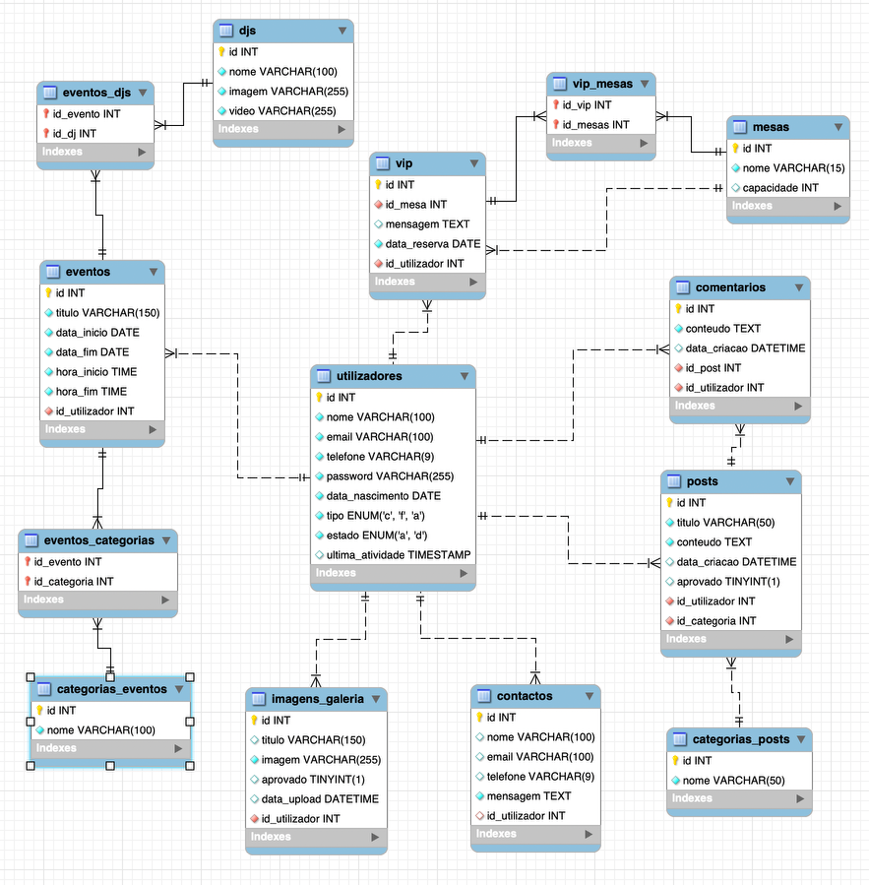 djs
id INT
nome VARCHAR(100)
imagem VARCHAR(255)
video VARCHAR(255)
Indexes
eventos_djs
id_evento INT
id_dj INT
Indexes
vip_mesas
id_vip INT
id_mesas INT
Indexes
mesas
id INT
nome VARCHAR(15)
capacidade INT
Indexes
vip
id INT
id_mesa INT
mensagem TEXT
data_reserva DATE
id_utilizador INT
Indexes
eventos
id INT
titulo VARCHAR(150)
data_inicio DATE
data_fim DATE
hora_inicio TIME
hora_fim TIME
id_utilizador INT
Indexes
comentarios
id INT
conteudo TEXT
data_criacao DATETIME
id_post INT
id_utilizador INT
Indexes
utilizadores
id INT
nome VARCHAR(100)
email VARCHAR(100)
telefone VARCHAR(9)
password VARCHAR(255)
data_nascimento DATE
tipo ENUM('c', 'f', 'a')
estado ENUM('a', 'd')
ultima_atividade TIMESTAMP
Indexes
posts
id INT
titulo VARCHAR(50)
conteudo TEXT
data_criacao DATETIME
aprovado TINYINT(1)
id_utilizador INT
id_categoria INT
Indexes
eventos_categorias
id_evento INT
id_categoria INT
Indexes
categorias_eventos
id INT
nome VARCHAR(100)
Indexes
imagens_galeria
id INT
titulo VARCHAR(150)
imagem VARCHAR(255)
aprovado TINYINT(1)
data_upload DATETIME
id_utilizador INT
Indexes
contactos
id INT
nome VARCHAR(100)
email VARCHAR(100)
telefone VARCHAR(9)
mensagem TEXT
id_utilizador INT
Indexes
categorias_posts
id INT
nome VARCHAR(50)
Indexes